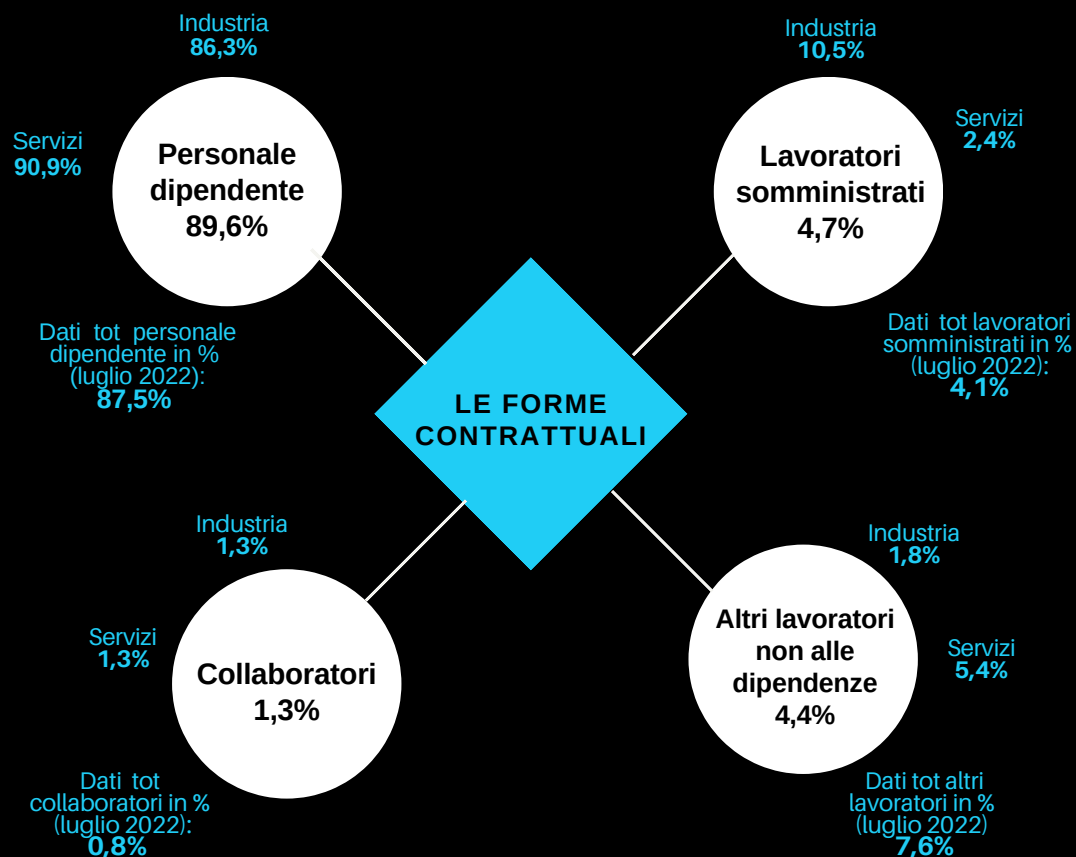 Industria
86,3%
Servizi
90,9%
Personale
dipendente
89,6%
Dati tot personale
dipendente in %
(luglio 2022):
87,5%
Industria
10,5%
Servizi
2,4%
Lavoratori
somministrati
4,7%
Dati tot lavoratori
somministrati in %
(luglio 2022):
4,1%
LE FORME
CONTRATTUALI
Industria
1,3%
Servizi
1,3%
Collaboratori
1,3%
Dati tot
collaboratori in %
(luglio 2022):
0,8%
Industria
1,8%
Servizi
5,4%
Altri lavoratori
non alle
dipendenze
4,4%
Dati tot altri
lavoratori in %
(luglio 2022)
7,6%